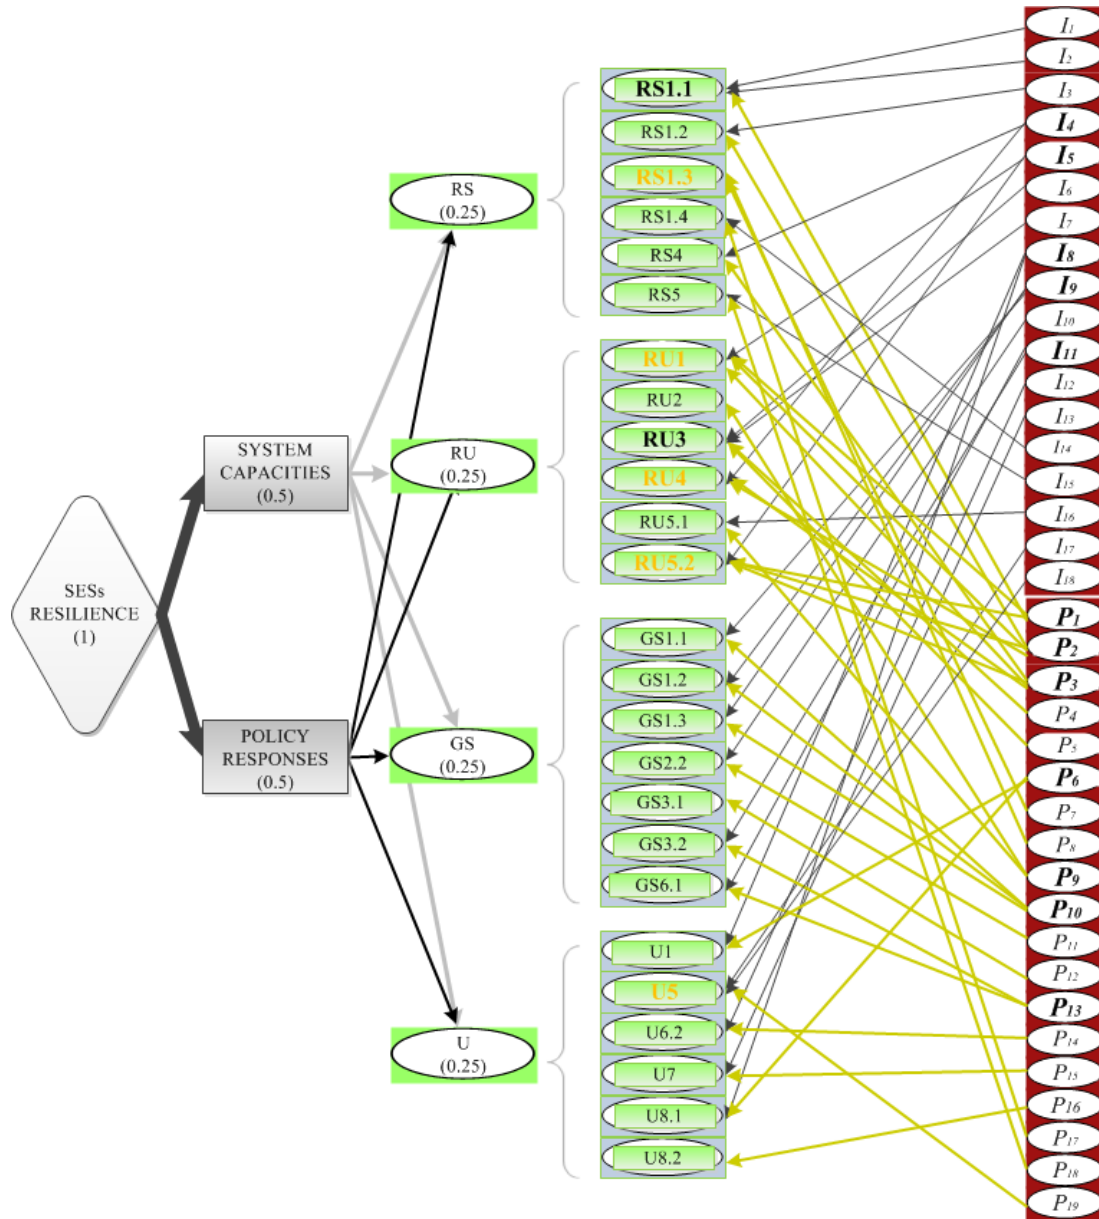 SESs
RESILIENCE
(1)
SYSTEM
CAPACITIES
(0.5)
POLICY
RESPONSES
(0.5)
RS
(0.25)
RU
(0.25)
GS
(0.25)
U
(0.25)
RS1.1
RS1.2
RS1.3
RS1.4
RS4
RS5
RU1
RU2
RU3
RU4
RU5.1
RU5.2
GS1.1
GS1.2
GS1.3
GS2.2
GS3.1
GS3.2
GS6.1
U1
U5
U6.2
U7
U8.1
U8.2
I1
I2
I3
I4
I5
I6
I7
I8
I9
I10
I11
I12
I13
I14
I15
I16
I17
I18
P1
P2
P3
P4
P5
P6
P7
P8
P9
P10
P11
P12
P13
P14
P15
P16
P17
P18
P19